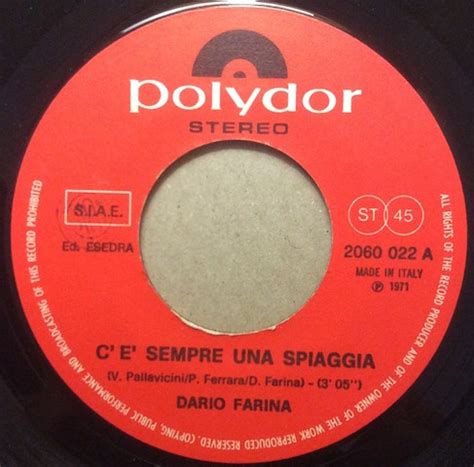 polydor
STEREO
S.I.A.E.
Ed. ESEDRA
ST 45
2060 022 A
MADE IN ITALY
℗ 1971
C' E' SEMPRE UNA SPIAGGIA
(V. Pallavicini/P. Ferrara/D. Farina) - (3' 05")
DARIO FARINA
ALL RIGHTS OF THE RECORD PRODUCER AND OF THE OWNER OF THE WORK REPRODUCED RESERVED, COPYING, PUBLIC PERFORMANCE AND BROADCASTING OF THIS RECORD PROHIBITED